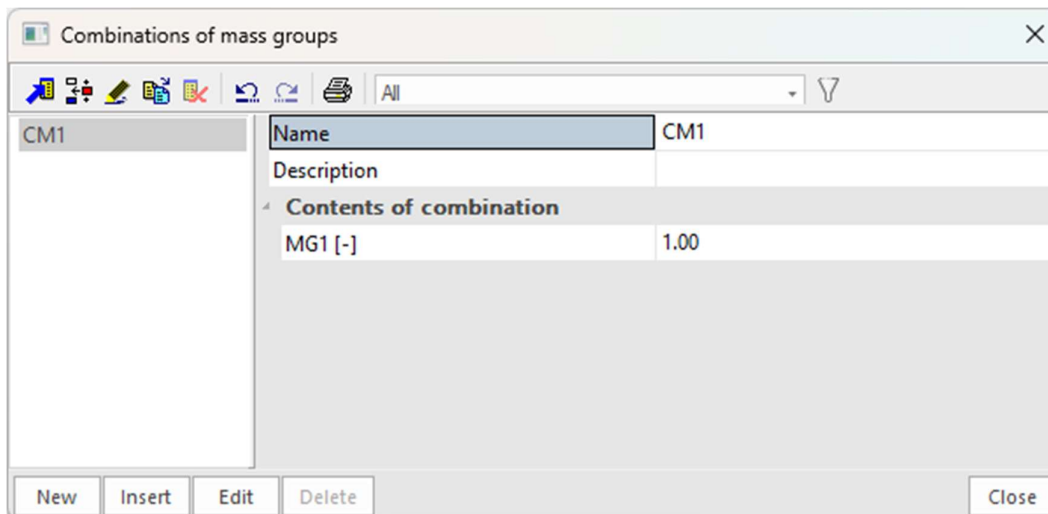 Combinations of mass groups
All
CM1
Name CM1
Description
Contents of combination
MG1 [-] 1.00
New Insert Edit Delete Close